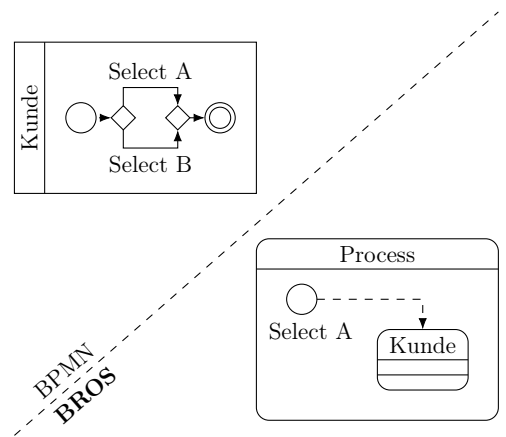 Select A
Kunde
Select B
Process
Select A
Kunde
BPMN
BROS